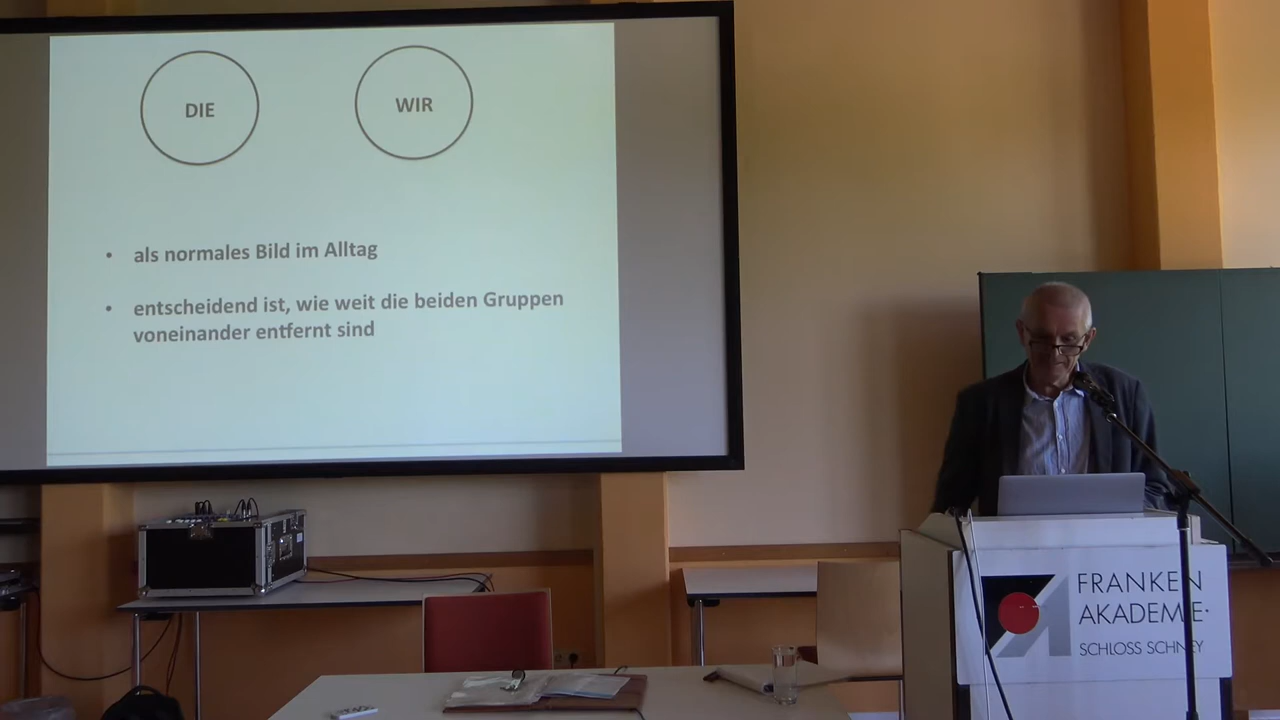 DIE
WIR
• als normales Bild im Alltag
• entscheidend ist, wie weit die beiden Gruppen
voneinander entfernt sind
FRANKEN
AKADEMIE
SCHLOSS SCHNEY